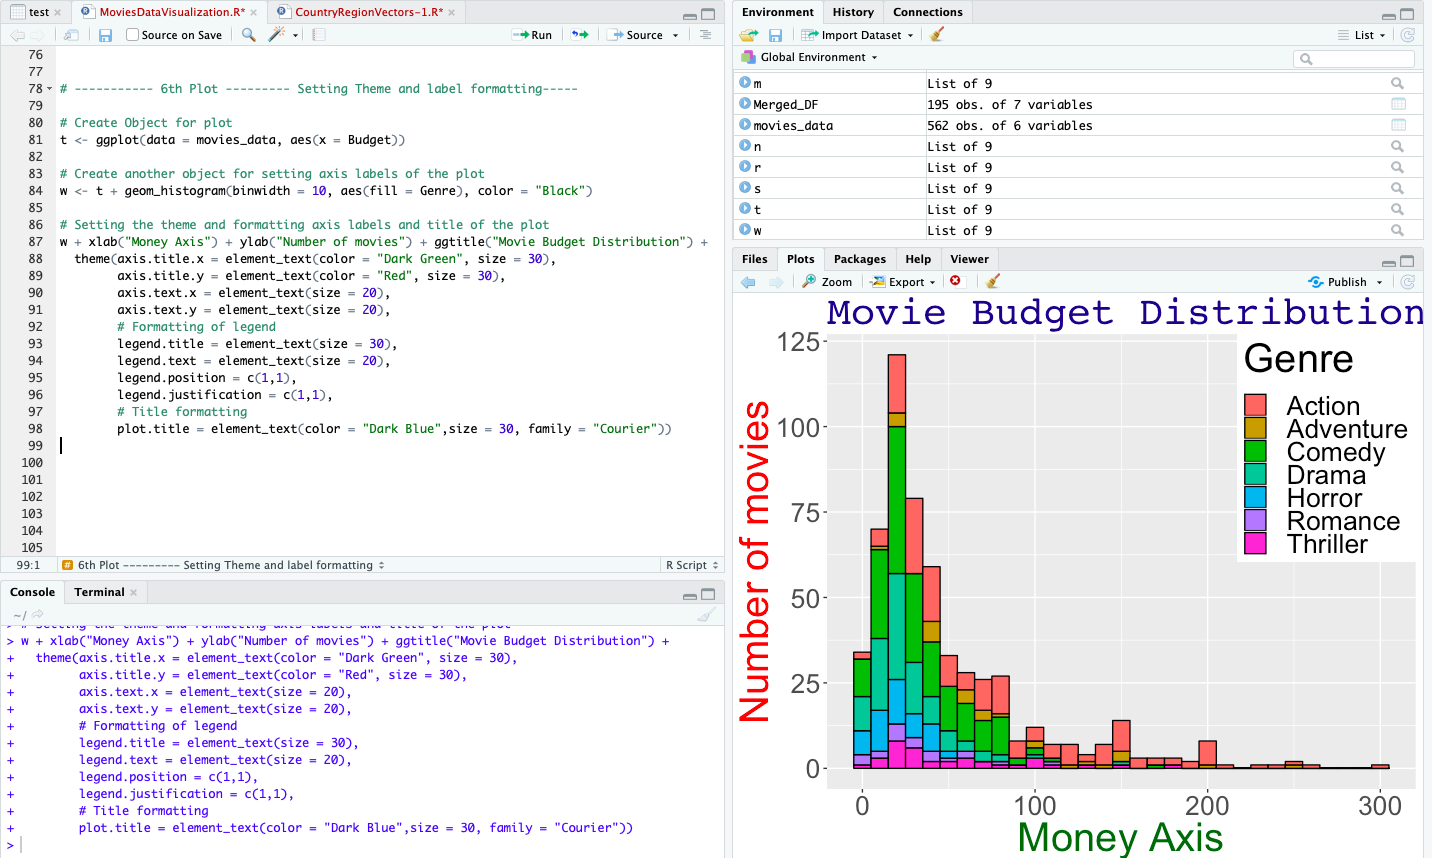 test
MoviesDataVisualization.R*
CountryRegionVectors-1.R*
Source on Save
Run
Source
76
77
78 # ----------- 6th Plot --------- Setting Theme and label formatting-----
79
80 # Create Object for plot
81 t <- ggplot(data = movies_data, aes(x = Budget))
82
83 # Create another object for setting axis labels of the plot
84 w <- t + geom_histogram(binwidth = 10, aes(fill = Genre), color = "Black")
85
86 # Setting the theme and formatting axis labels and title of the plot
87 w + xlab("Money Axis") + ylab("Number of movies") + ggtitle("Movie Budget Distribution") +
88 theme(axis.title.x = element_text(color = "Dark Green", size = 30),
89 axis.title.y = element_text(color = "Red", size = 30),
90 axis.text.x = element_text(size = 20),
91 axis.text.y = element_text(size = 20),
92 # Formatting of legend
93 legend.title = element_text(size = 30),
94 legend.text = element_text(size = 20),
95 legend.position = c(1,1),
96 legend.justification = c(1,1),
97 # Title formatting
98 plot.title = element_text(color = "Dark Blue",size = 30, family = "Courier"))
99
100
101
102
103
104
105
99:1 # 6th Plot --------- Setting Theme and label formatting R Script
Console Terminal
~/
> # Setting the theme and formatting axis labels and title of the plot
> w + xlab("Money Axis") + ylab("Number of movies") + ggtitle("Movie Budget Distribution") +
+ theme(axis.title.x = element_text(color = "Dark Green", size = 30),
+ axis.title.y = element_text(color = "Red", size = 30),
+ axis.text.x = element_text(size = 20),
+ axis.text.y = element_text(size = 20),
+ # Formatting of legend
+ legend.title = element_text(size = 30),
+ legend.text = element_text(size = 20),
+ legend.position = c(1,1),
+ legend.justification = c(1,1),
+ # Title formatting
+ plot.title = element_text(color = "Dark Blue",size = 30, family = "Courier"))
>
Environment History Connections
Import Dataset List
Global Environment
m List of 9
Merged_DF 195 obs. of 7 variables
movies_data 562 obs. of 6 variables
n List of 9
r List of 9
s List of 9
t List of 9
w List of 9
Files Plots Packages Help Viewer
Zoom Export Publish
Movie Budget Distribution
Number of movies
125
100
75
50
25
0
Genre
Action
Adventure
Comedy
Drama
Horror
Romance
Thriller
0 100 200 300
Money Axis